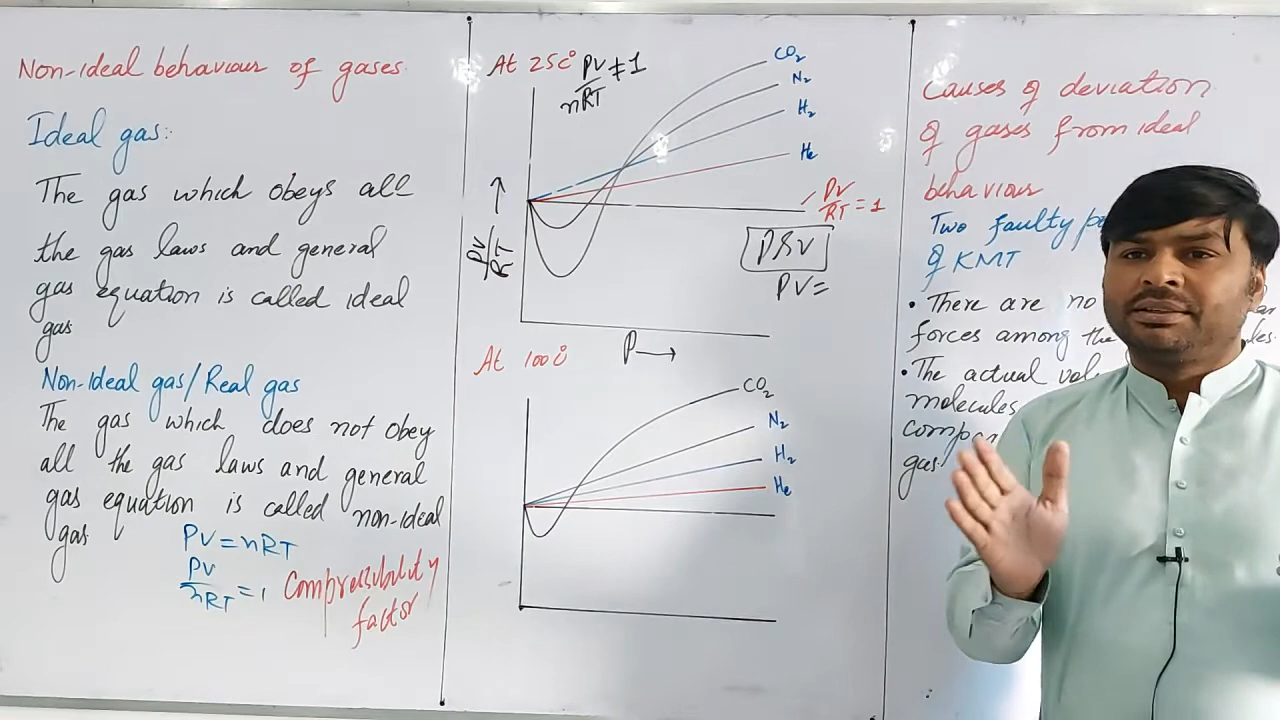 Non-ideal behaviour of gases.
Ideal gas:
The gas which obeys all
the gas laws and general
gas equation is called ideal
gas
Non-Ideal gas/Real gas
The gas which does not obey
all the gas laws and general
gas equation is called non-ideal
gas
PV=nRT
PV
nRT =1
Compressibility
factor
At 25C°
PV
nRT ≠1
CO2
N2
H2
He
PV
RT =1
PV
RT
PV=
P→
At 100C°
CO2
N2
H2
He
Causes of deviation
of gases from ideal
behaviour
Two faulty
of KMT
• There are no
forces among the
• The actual
molecules
gas.